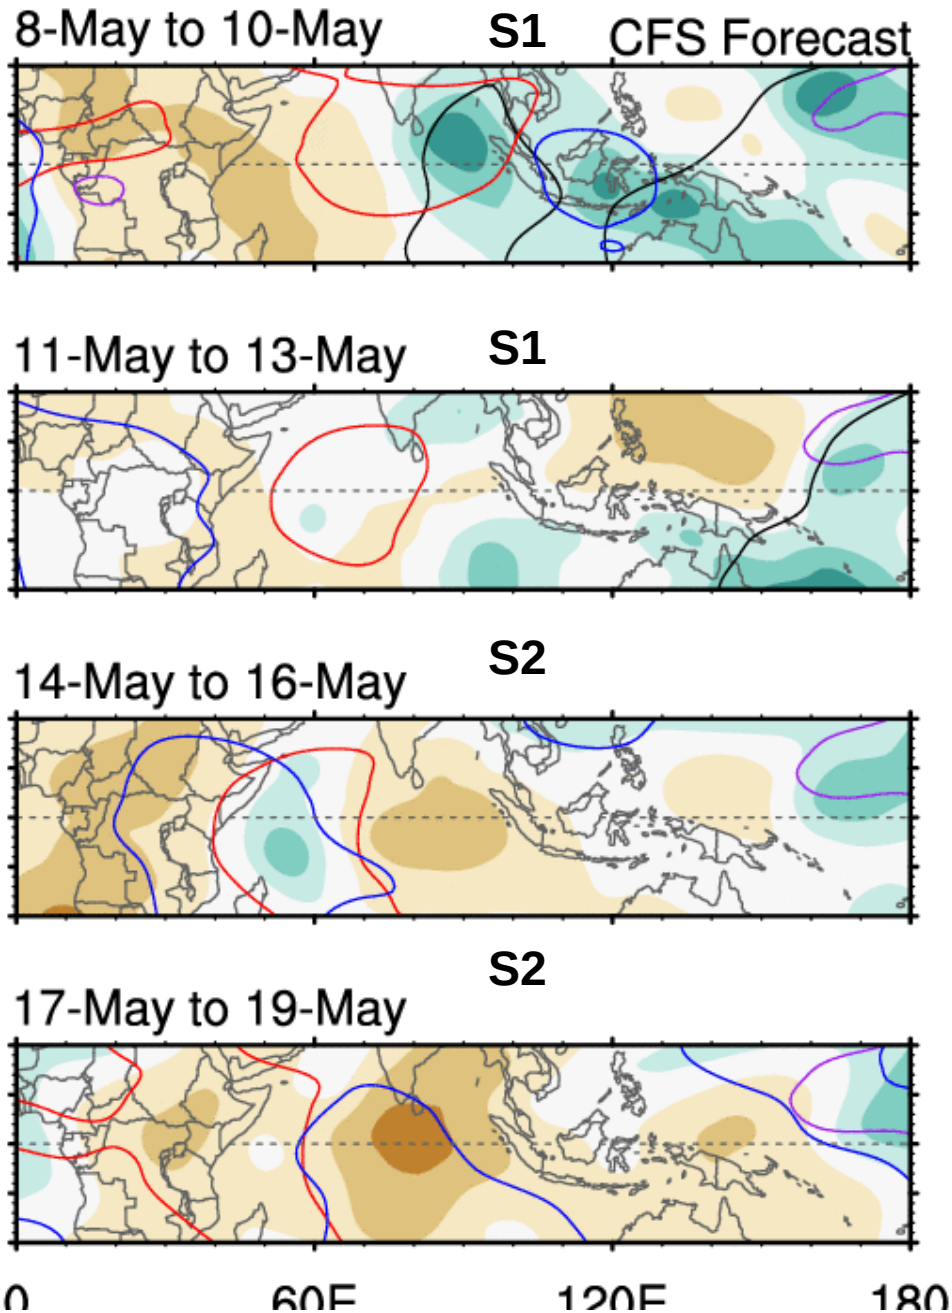 8-May to 10-May S1 CFS Forecast
11-May to 13-May S1
14-May to 16-May S2
17-May to 19-May S2
0 60E 120E 180